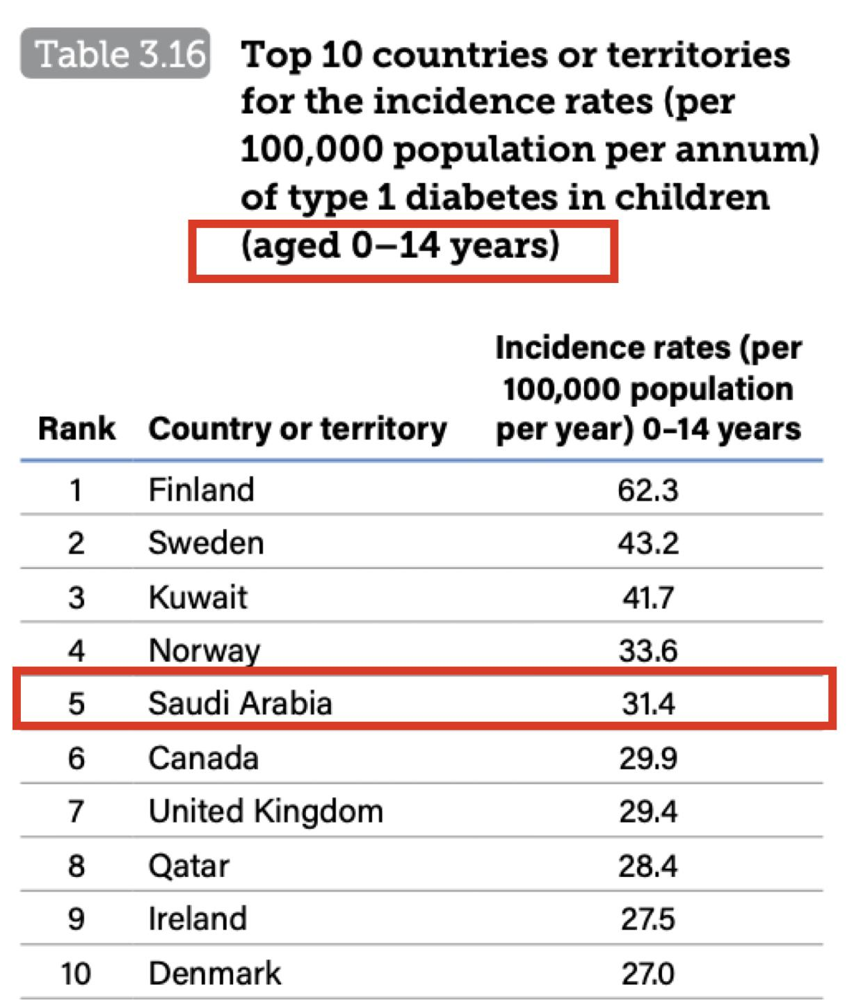 Table 3.16
Top 10 countries or territories
for the incidence rates (per
100,000 population per annum)
of type 1 diabetes in children
(aged 0–14 years)
Rank Country or territory Incidence rates (per 100,000 population per year) 0–14 years
1 Finland 62.3
2 Sweden 43.2
3 Kuwait 41.7
4 Norway 33.6
5 Saudi Arabia 31.4
6 Canada 29.9
7 United Kingdom 29.4
8 Qatar 28.4
9 Ireland 27.5
10 Denmark 27.0